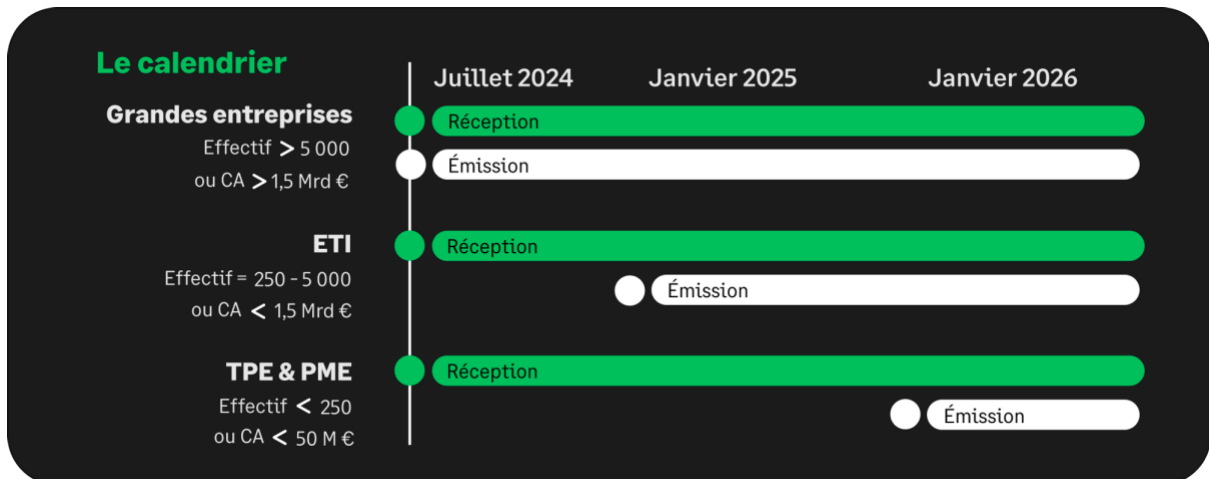 Le calendrier
Juillet 2024 Janvier 2025 Janvier 2026
Grandes entreprises
Effectif > 5 000
ou CA > 1,5 Mrd €
Réception
Émission
ETI
Effectif = 250 - 5 000
ou CA < 1,5 Mrd €
Réception
Émission
TPE & PME
Effectif < 250
ou CA < 50 M €
Réception
Émission